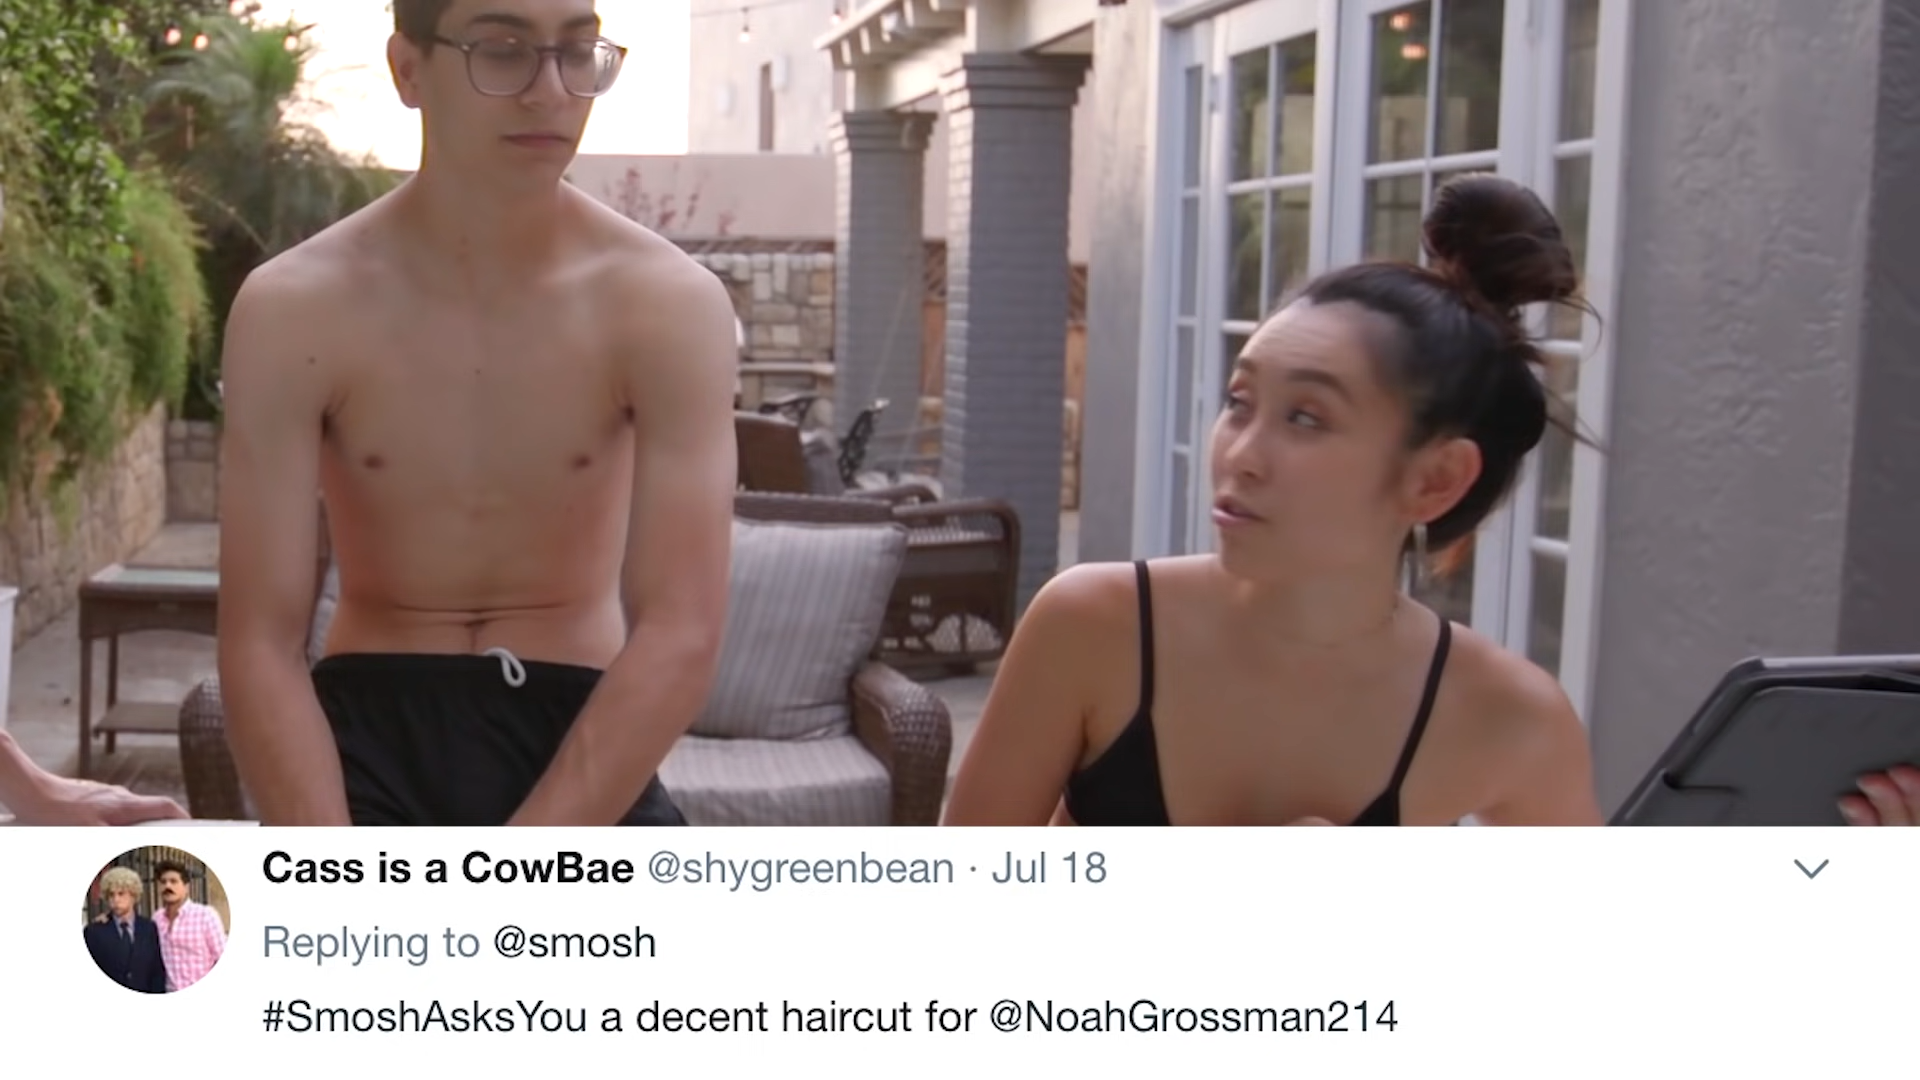 Cass is a CowBae @shygreenbean · Jul 18
Replying to @smosh
#SmoshAsksYou a decent haircut for @NoahGrossman214